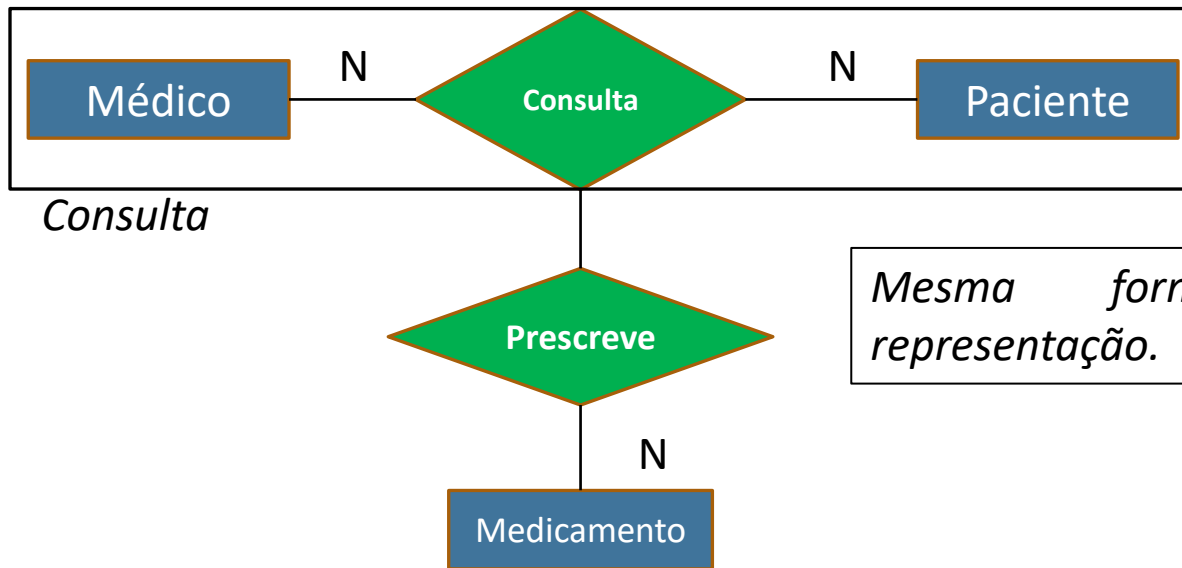 N N
Médico Consulta Paciente
Consulta
Mesma
representação.
Prescreve
N
Medicamento